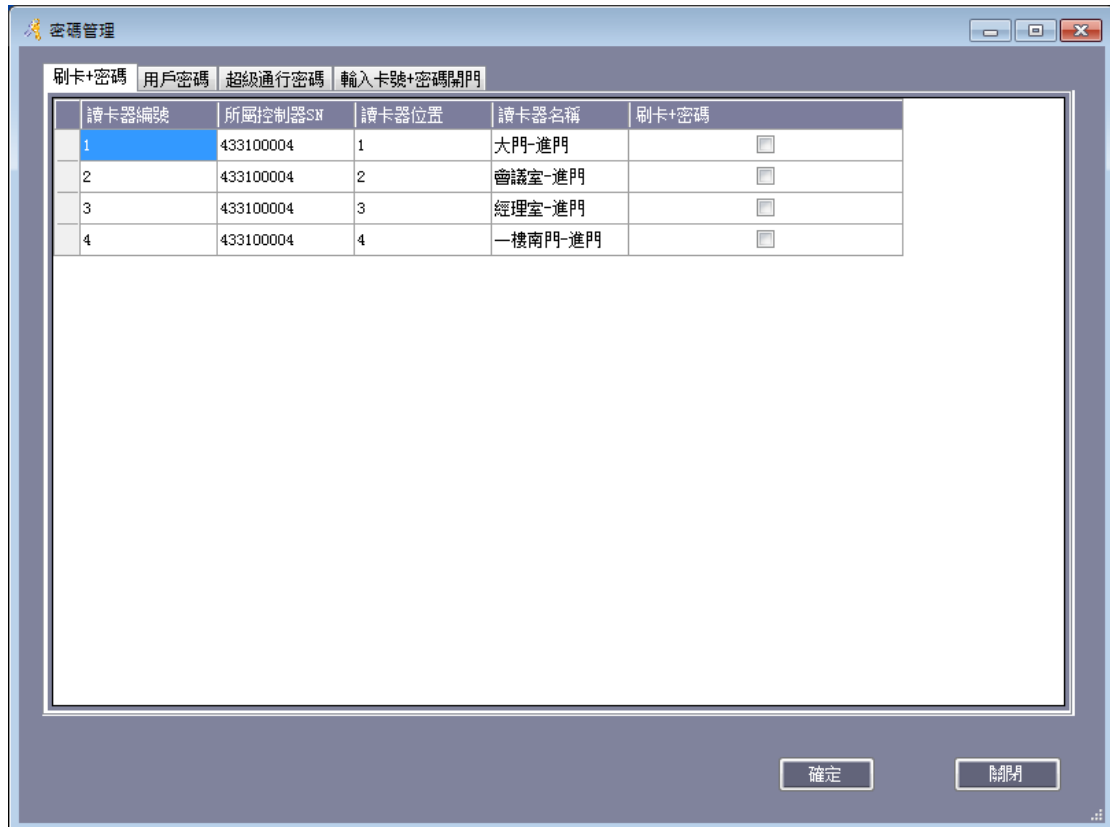 密碼管理
刷卡+密碼 用戶密碼 超級通行密碼 輸入卡號+密碼開門
讀卡器編號 所屬控制器SN 讀卡器位置 讀卡器名稱 刷卡+密碼
1 433100004 1 大門-進門
2 433100004 2 會議室-進門
3 433100004 3 經理室-進門
4 433100004 4 一樓南門-進門
確定 關閉